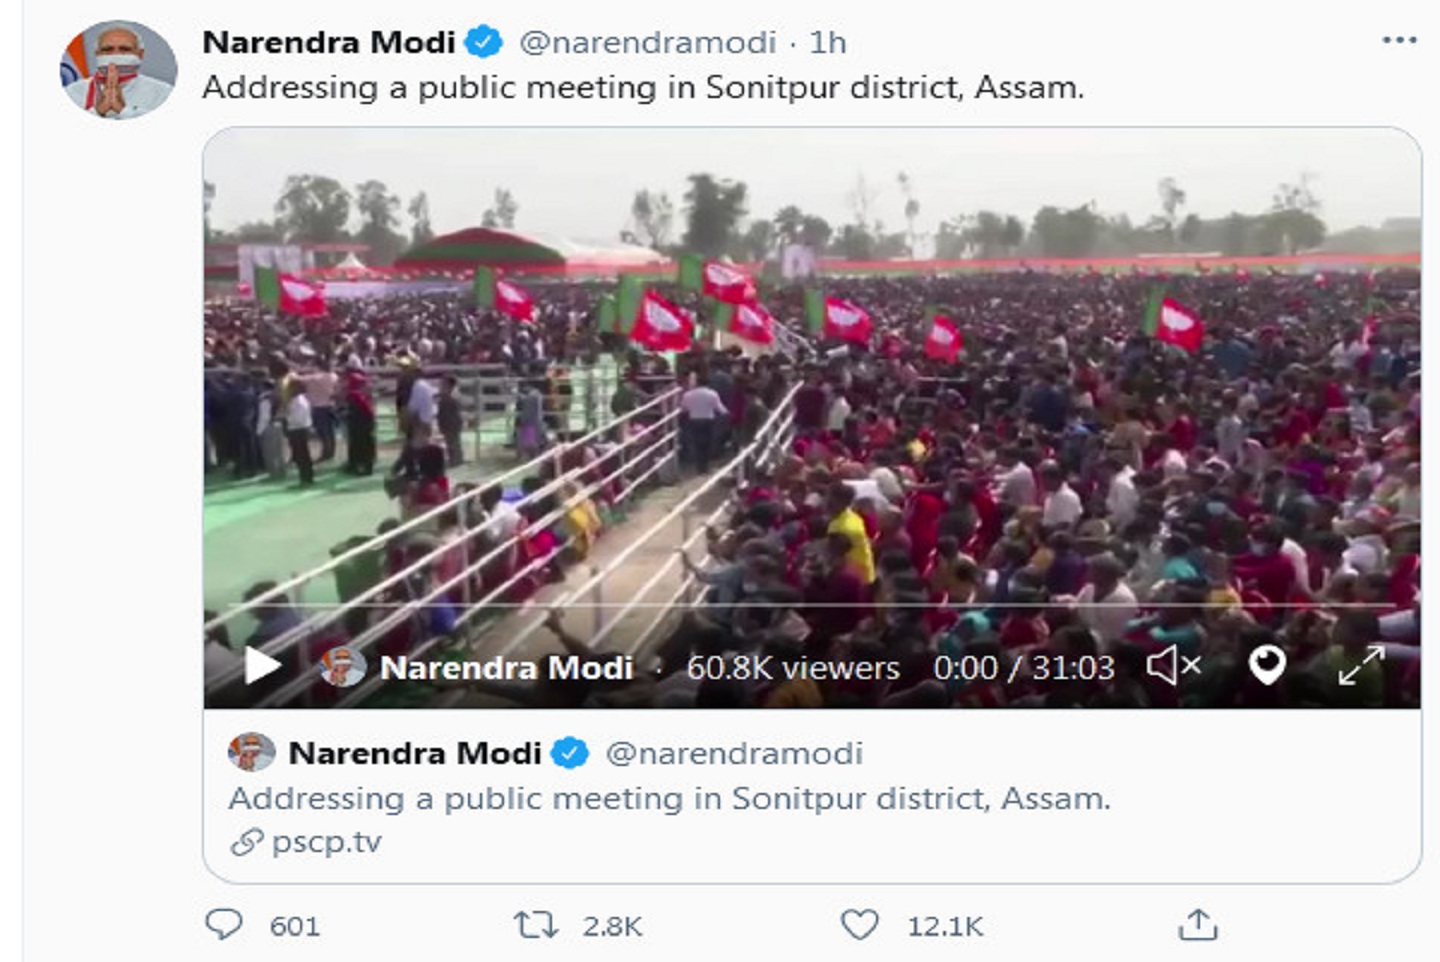 Narendra Modi @narendramodi · 1h
Addressing a public meeting in Sonitpur district, Assam.
Narendra Modi · 60.8K viewers 0:00 / 31:03
Narendra Modi @narendramodi
Addressing a public meeting in Sonitpur district, Assam.
pscp.tv
601 2.8K 12.1K